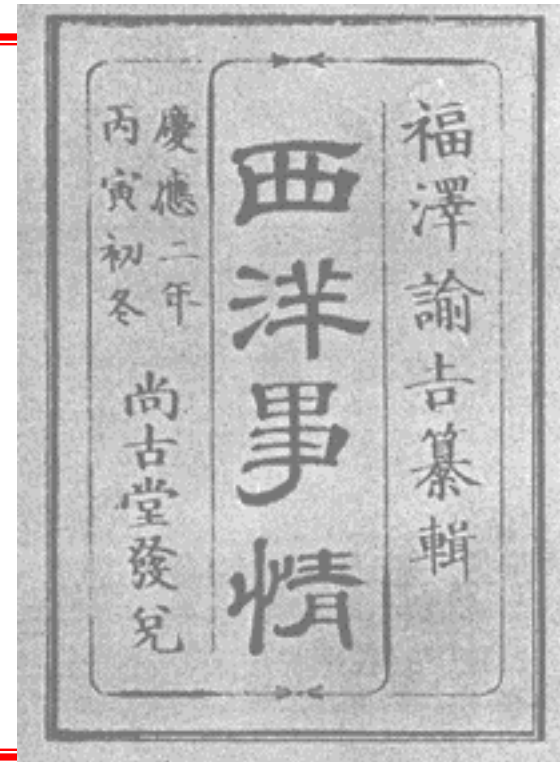 福澤諭吉纂輯
西洋事情
慶應二年
丙寅初冬
尚古堂發兌